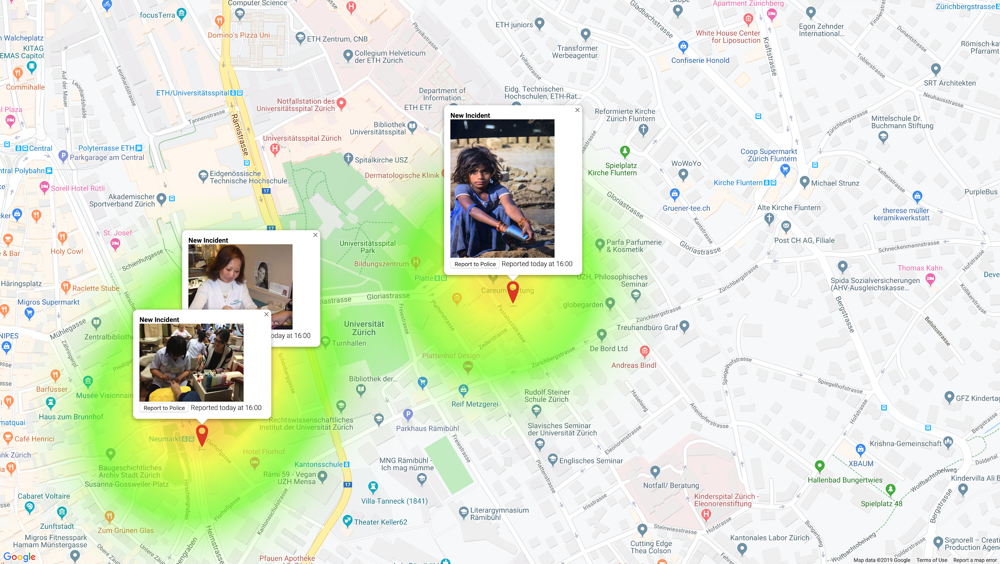 Computer Science
focusTerra
Domino's Pizza Uni
ETH Zentrum, CNB
Collegium Helveticum
der ETH Zürich
Physikstrasse
ETH juniors
Transformer
Werbeagentur
Voltastrasse
Gladbachstrasse
Skope
Apartment Zürichberg
White House Center
for Liposuction
Kraftstrasse
Confiserie Honold
Egon Zehnder
International...
Zürichbergstrasse
Finslerstras
Dunantstrasse
Toblerstrasse
Römisch-kat
Pfarramt
SRT Architekten
Neuhausstrasse
Walcheplatz
KITAG
EMAS Capitol
Commihalle
Auf der Mauer
Leonhardshalde
Leonhardstrasse
ETH/Universitätsspital
Tannenstrasse
Rämistrasse
Notfallstation des
Universitätsspital Zürich
Department of
Information...
ETH ETF
Eidg. Technischen
Hochschulen, ETH-Rat...
Bibliothek
Universitätsspital
Universitätsspital Zürich
Spitalkirche USZ
Dermatologische Klinik
l Plaza
Central
Polyterrasse ETH
Parkgarage am Central
ntral Polybahn
Sorell Hotel Rütli
Eidgenössische
Technische Hochschule...
17
Akademischer
Sportverband Zürich
New Incident
Report to Police
Reported today at 16:00
Reformierte Kirche
Zürich Fluntern
Spielplatz
Kirche Fluntern
WoWoYo
Coop Supermarkt
Zürich Fluntern
Kirche Fluntern
Michael Strunz
Zürichbergstrasse
Mittelschule Dr.
Buchmann Stiftung
Keltenstrasse
PurpleBus
Gloriastrasse
Gruener-tee.ch
Kantstrasse
Alte Kirche Fluntern
therese müller
keramikwerkstatt
Post CH AG, Filiale
Schneckenmannstrasse
Gloriastrasse
Parfa Parfumerie
& Kosmetik
Hofstrasse
Thomas Kahn
Spida Sozialversicherungen
(AHV-Ausgleichskasse...
Köllikerstrasse
Deve
cker
St. Josef
Holy Cow!
e & Bar
Schienhutgasse
17
New Incident
oday at 16:00
Universitätsspital
Park
Bildungszentrum
Platte
Careum
tung
UZH, Philosophisches
Seminar
globegarden
Zürichbergstrasse
Zürichbergstrasse
Bergstrasse
Belsitostrasse
Häringsplatz
Raclette Stube
Migros Supermarkt
Mühlegasse
Zentralbibliothe
Zähringerpl.
Prediger
NIPES
riastrasse
Gloriastrasse
Freiestrasse
Plattenstrasse
Pestalozzistrasse
Zederstrasse
Universität
Zürich
Turnhallen
Treuhandbüro Graf
De Bord Ltd
Andreas Bindl
Plattenhof Design
Zürichbergstrasse
Schönberggasse
Bibliothek der...
New Incident
Report to Police
Reported today at 16:00
Barfüsser
Musée Visionnaire
Haus zum Brunnhof
matquai
Café Henrici
Reif Metzgerei
Rudolf Steiner
Schule Zürich
Haselweg
Spiegelhofstrasse
Spiegelhofstrasse
Attenhoferstrasse
GFZ Kindertag
Hofstrasse
Bergstrasse
Rechtswissenschaftliches
Institut der Universität Zürich
Parkhaus Rämibühl
Slavisches Seminar
der Universität Zürich
Eleonorenstrasse
Freiestrasse
Neumarkt
Florhofgasse
Hotel Florhof
nk Zürich
Baugeschichtliches
Archiv Stadt Zürich
Susanna-Gossweiler-Platz
Hirschengraben
Kantonsschule
Rämi 59 - Vegan
UZH Mensa
MNG Rämibühl -
Ich mag nümme
Englisches Seminar
Plattenstrasse
Krishna-Gemeinschaft
XBAUM
Doldertal
Hallenbad Bungertwies
Wolfbachtobelweg
Kindervilla Ali B
Notfall/ Beratung
Kinderspital Zürich -
Eleonorenstiftung
Spielplatz 48
17
Cabaret Voltaire
Zunftstadt
Zum Grünen Glas
Florhofgasse
Kantonsschulstrasse
Villa Tanneck (1841)
Theater Keller62
Literargymnasium
Rämibühl
Irisstrasse
Steinwiesstrasse
Hofstrasse
Bungertweg
Bergstrasse
Migros Fitnesspark
Hamam Münstergasse
Heimstrasse
Cutting Edge
Thea Colson
Kantonales Labor Zürich
Wolfbachtobelweg
Dolderstrasse
Signorell – Creati
Production Agen
Pfauen Apotheke
Google
Map data ©2019 Google
Terms of Use
Report a map error